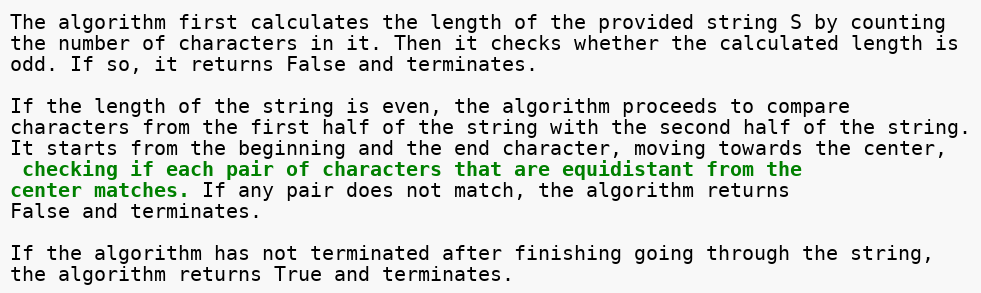 The algorithm first calculates the length of the provided string S by counting
the number of characters in it. Then it checks whether the calculated length is
odd. If so, it returns False and terminates.
If the length of the string is even, the algorithm proceeds to compare
characters from the first half of the string with the second half of the string.
It starts from the beginning and the end character, moving towards the center,
checking if each pair of characters that are equidistant from the
center matches. If any pair does not match, the algorithm returns
False and terminates.
If the algorithm has not terminated after finishing going through the string,
the algorithm returns True and terminates.